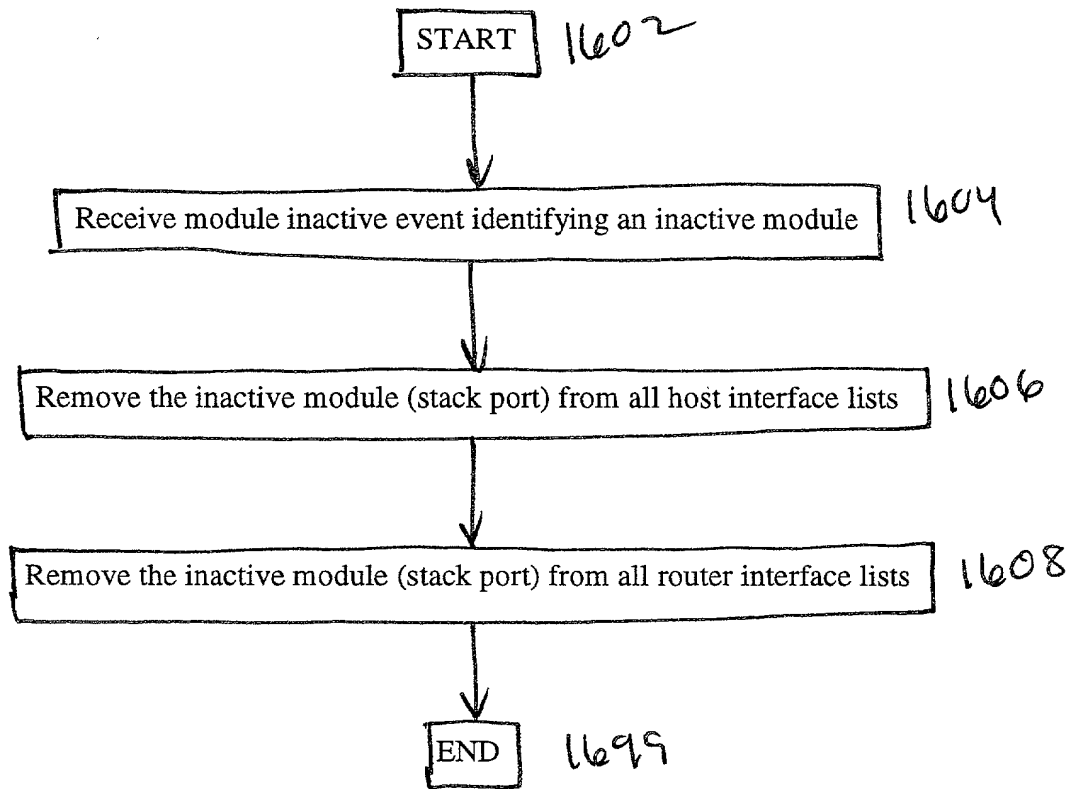 START 1602
Receive module inactive event identifying an inactive module 1604
Remove the inactive module (stack port) from all host interface lists 1606
Remove the inactive module (stack port) from all router interface lists 1608
END 1699